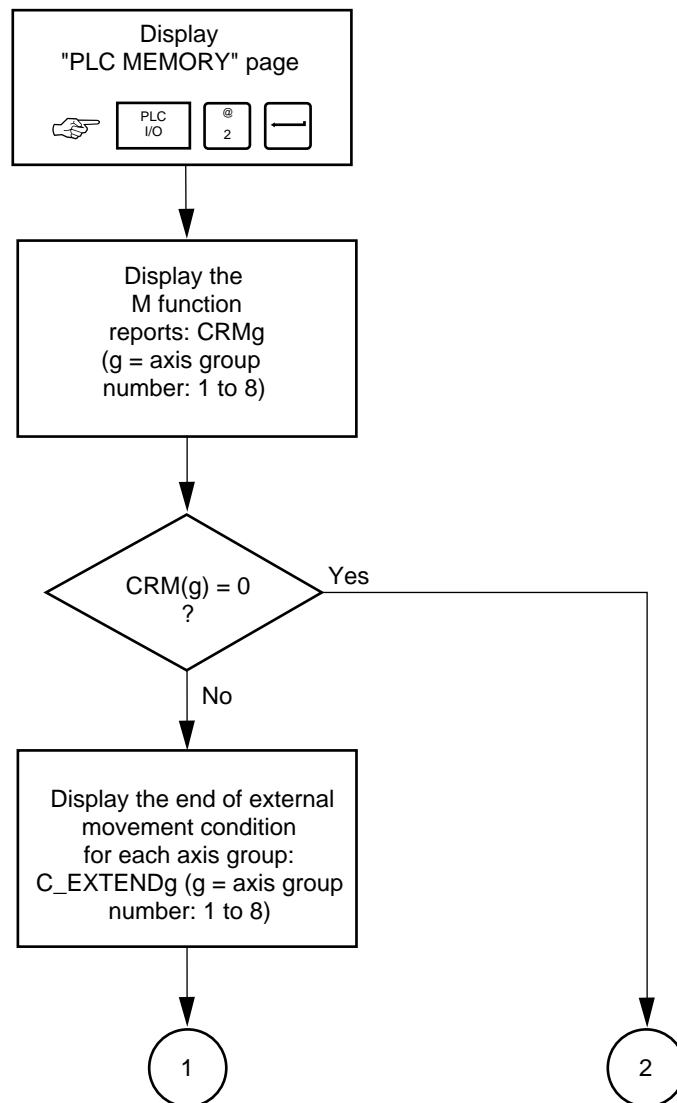 Display
"PLC MEMORY" page
PLC
I/O
@
2
Display the
M function
reports: CRMg
(g = axis group
number: 1 to 8)
CRM(g) = 0
?
Yes
No
Display the end of external
movement condition
for each axis group:
C_EXTENDg (g = axis group
number: 1 to 8)
1
2